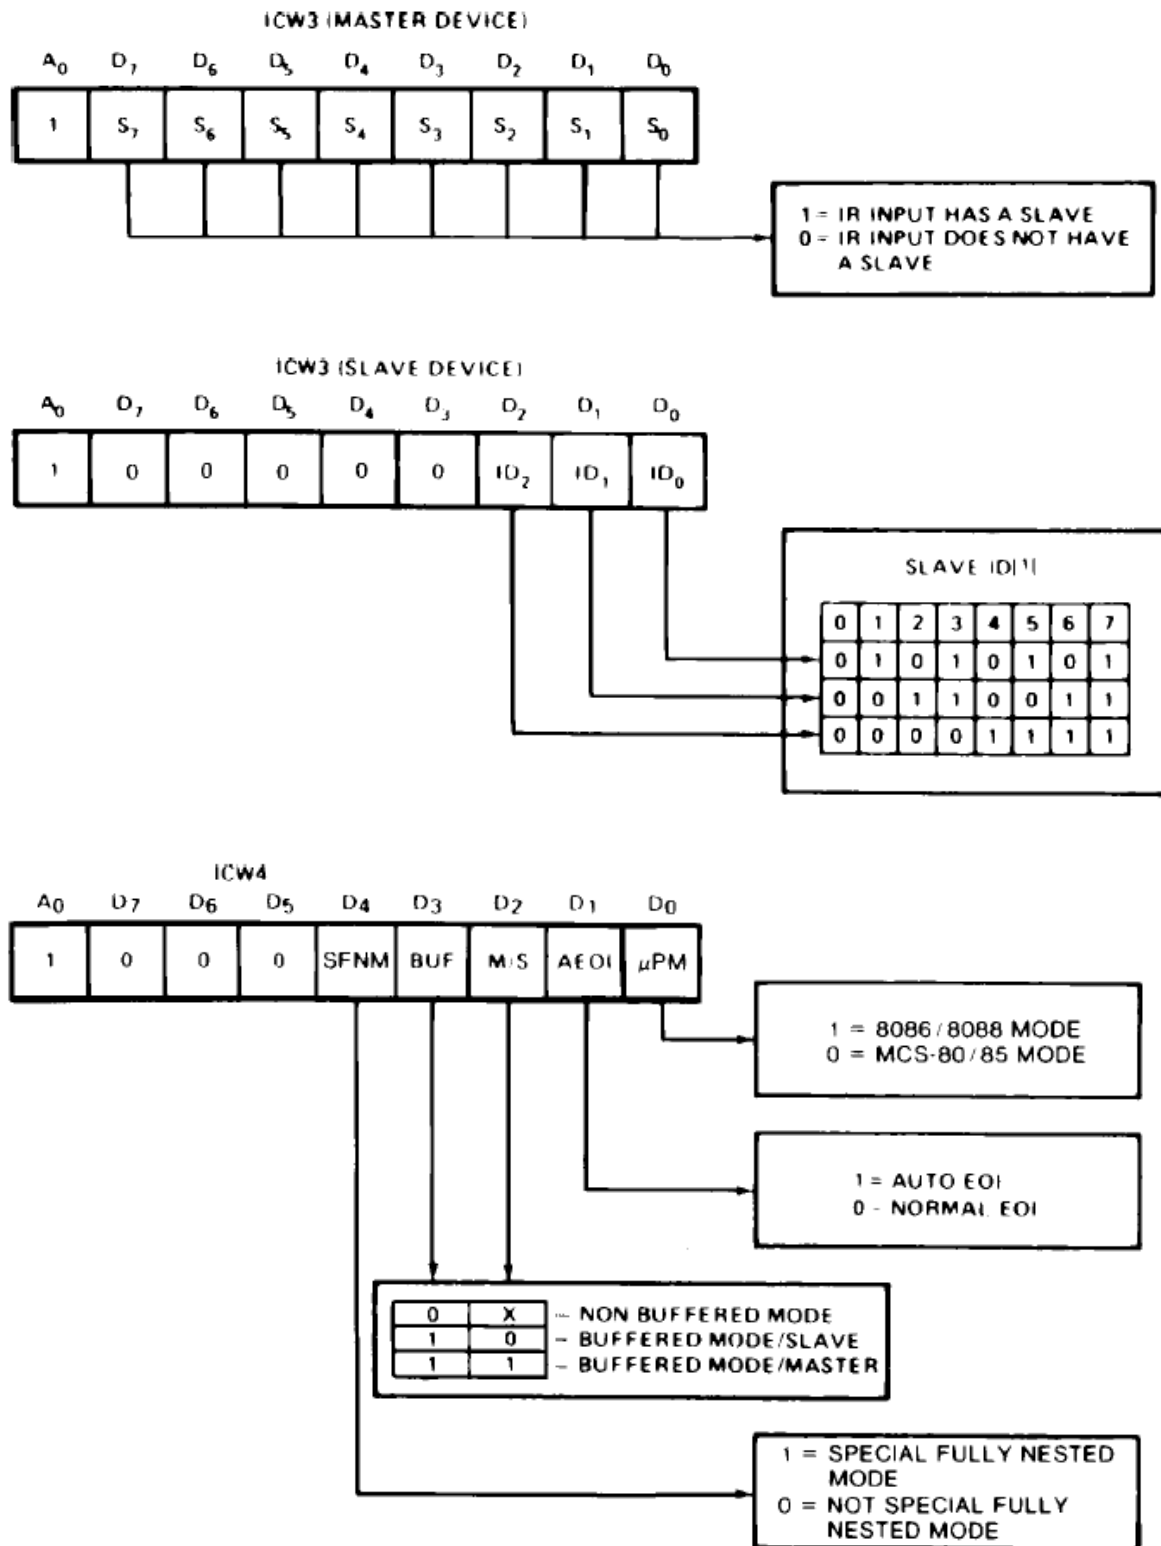 ICW3 (MASTER DEVICE)
A0 D7 D6 D5 D4 D3 D2 D1 D0
1 S7 S6 S5 S4 S3 S2 S1 S0
1 = IR INPUT HAS A SLAVE
0 = IR INPUT DOES NOT HAVE
A SLAVE
ICW3 (SLAVE DEVICE)
A0 D7 D6 D5 D4 D3 D2 D1 D0
1 0 0 0 0 0 ID2 ID1 ID0
SLAVE ID[1]
0 1 2 3 4 5 6 7
0 1 0 1 0 1 0 1
0 0 1 1 0 0 1 1
0 0 0 0 1 1 1 1
ICW4
A0 D7 D6 D5 D4 D3 D2 D1 D0
1 0 0 0 SFNM BUF M/S AEOI μPM
1 = 8086/8088 MODE
0 = MCS-80/85 MODE
1 = AUTO EOI
0 - NORMAL EOI
0 X – NON BUFFERED MODE
1 0 – BUFFERED MODE/SLAVE
1 1 – BUFFERED MODE/MASTER
1 = SPECIAL FULLY NESTED
MODE
0 = NOT SPECIAL FULLY
NESTED MODE